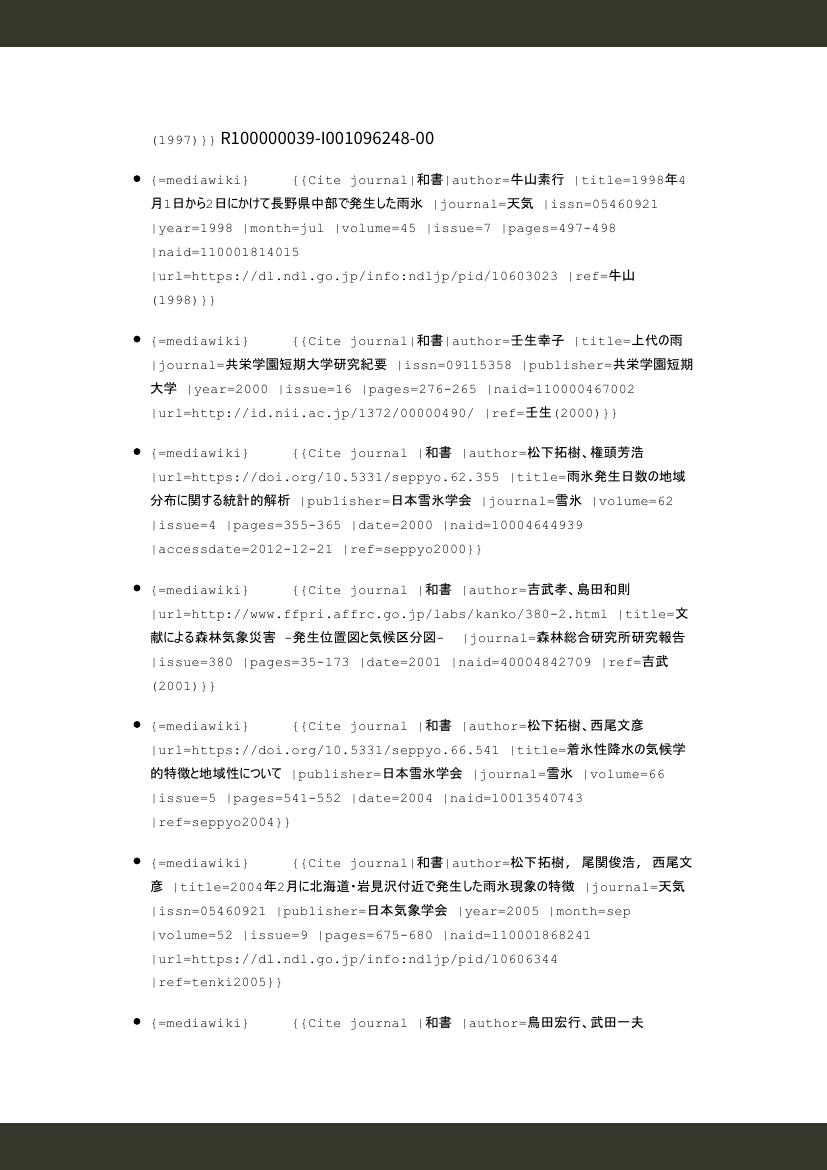 (1997)}} R100000039-I001096248-00
● {=mediawiki} {{Cite journal|和書|author=牛山素行 |title=1998年4
月1日から2日にかけて長野県中部で発生した雨氷 |journal=天気 |issn=05460921
|year=1998 |month=jul |volume=45 |issue=7 |pages=497-498
|naid=110001814015
|url=https://dl.ndl.go.jp/info:ndljp/pid/10603023 |ref=牛山
(1998)}}
● {=mediawiki} {{Cite journal|和書|author=壬生幸子 |title=上代の雨
|journal=共栄学園短期大学研究紀要 |issn=09115358 |publisher=共栄学園短期
大学 |year=2000 |issue=16 |pages=276-265 |naid=110000467002
|url=http://id.nii.ac.jp/1372/00000490/ |ref=壬生(2000)}}
● {=mediawiki} {{Cite journal |和書 |author=松下拓樹、権頭芳浩
|url=https://doi.org/10.5331/seppyo.62.355 |title=雨氷発生日数の地域
分布に関する統計的解析 |publisher=日本雪氷学会 |journal=雪氷 |volume=62
|issue=4 |pages=355-365 |date=2000 |naid=10004644939
|accessdate=2012-12-21 |ref=seppyo2000}}
● {=mediawiki} {{Cite journal |和書 |author=吉武孝、島田和則
|url=http://www.ffpri.affrc.go.jp/labs/kanko/380-2.html |title=文
献による森林気象災害 -発生位置図と気候区分図- |journal=森林総合研究所研究報告
|issue=380 |pages=35-173 |date=2001 |naid=40004842709 |ref=吉武
(2001)}}
● {=mediawiki} {{Cite journal |和書 |author=松下拓樹、西尾文彦
|url=https://doi.org/10.5331/seppyo.66.541 |title=着氷性降水の気候学
的特徴と地域性について |publisher=日本雪氷学会 |journal=雪氷 |volume=66
|issue=5 |pages=541-552 |date=2004 |naid=10013540743
|ref=seppyo2004}}
● {=mediawiki} {{Cite journal|和書|author=松下拓樹, 尾関俊浩, 西尾文
彦 |title=2004年2月に北海道・岩見沢付近で発生した雨氷現象の特徴 |journal=天気
|issn=05460921 |publisher=日本気象学会 |year=2005 |month=sep
|volume=52 |issue=9 |pages=675-680 |naid=110001868241
|url=https://dl.ndl.go.jp/info:ndljp/pid/10606344
|ref=tenki2005}}
● {=mediawiki} {{Cite journal |和書 |author=鳥田宏行、武田一夫